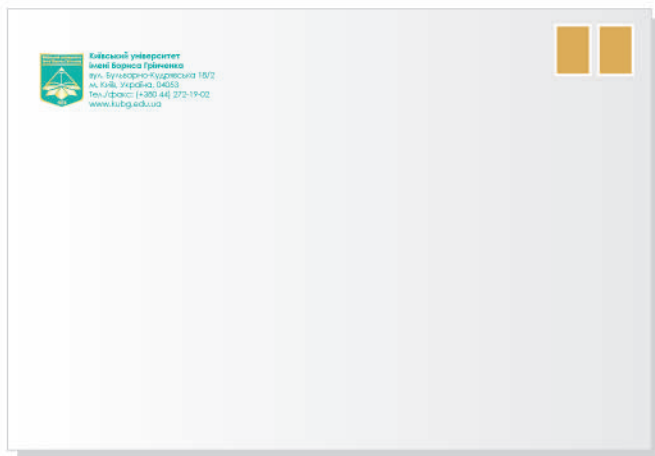 Київський університет
імені Бориса Грінченка
вул. Бульварно-Кудрявська 18/2
м. Київ, Україна, 04053
Тел./факс: (+380 44) 272-19-02
www.kubg.edu.ua